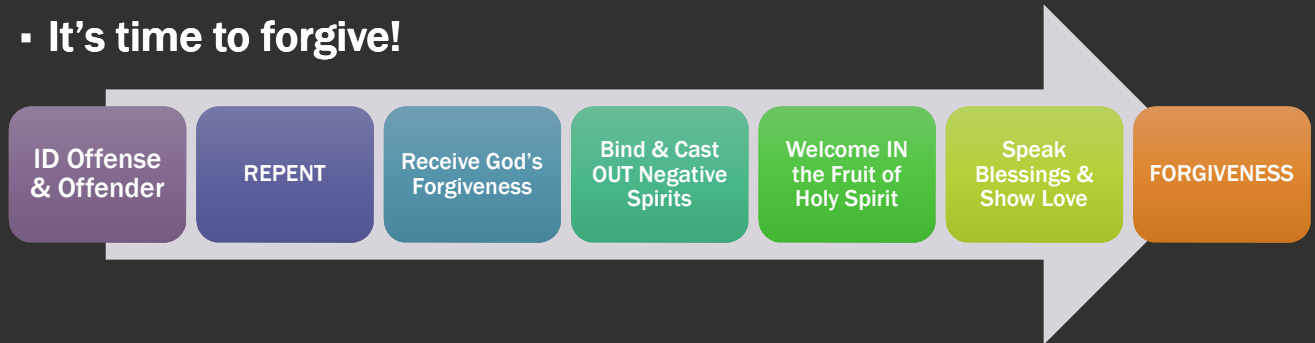 ▪ It's time to forgive!
ID Offense
& Offender
REPENT
Receive God's
Forgiveness
Bind & Cast
OUT Negative
Spirits
Welcome IN
the Fruit of
Holy Spirit
Speak
Blessings &
Show Love
FORGIVENESS